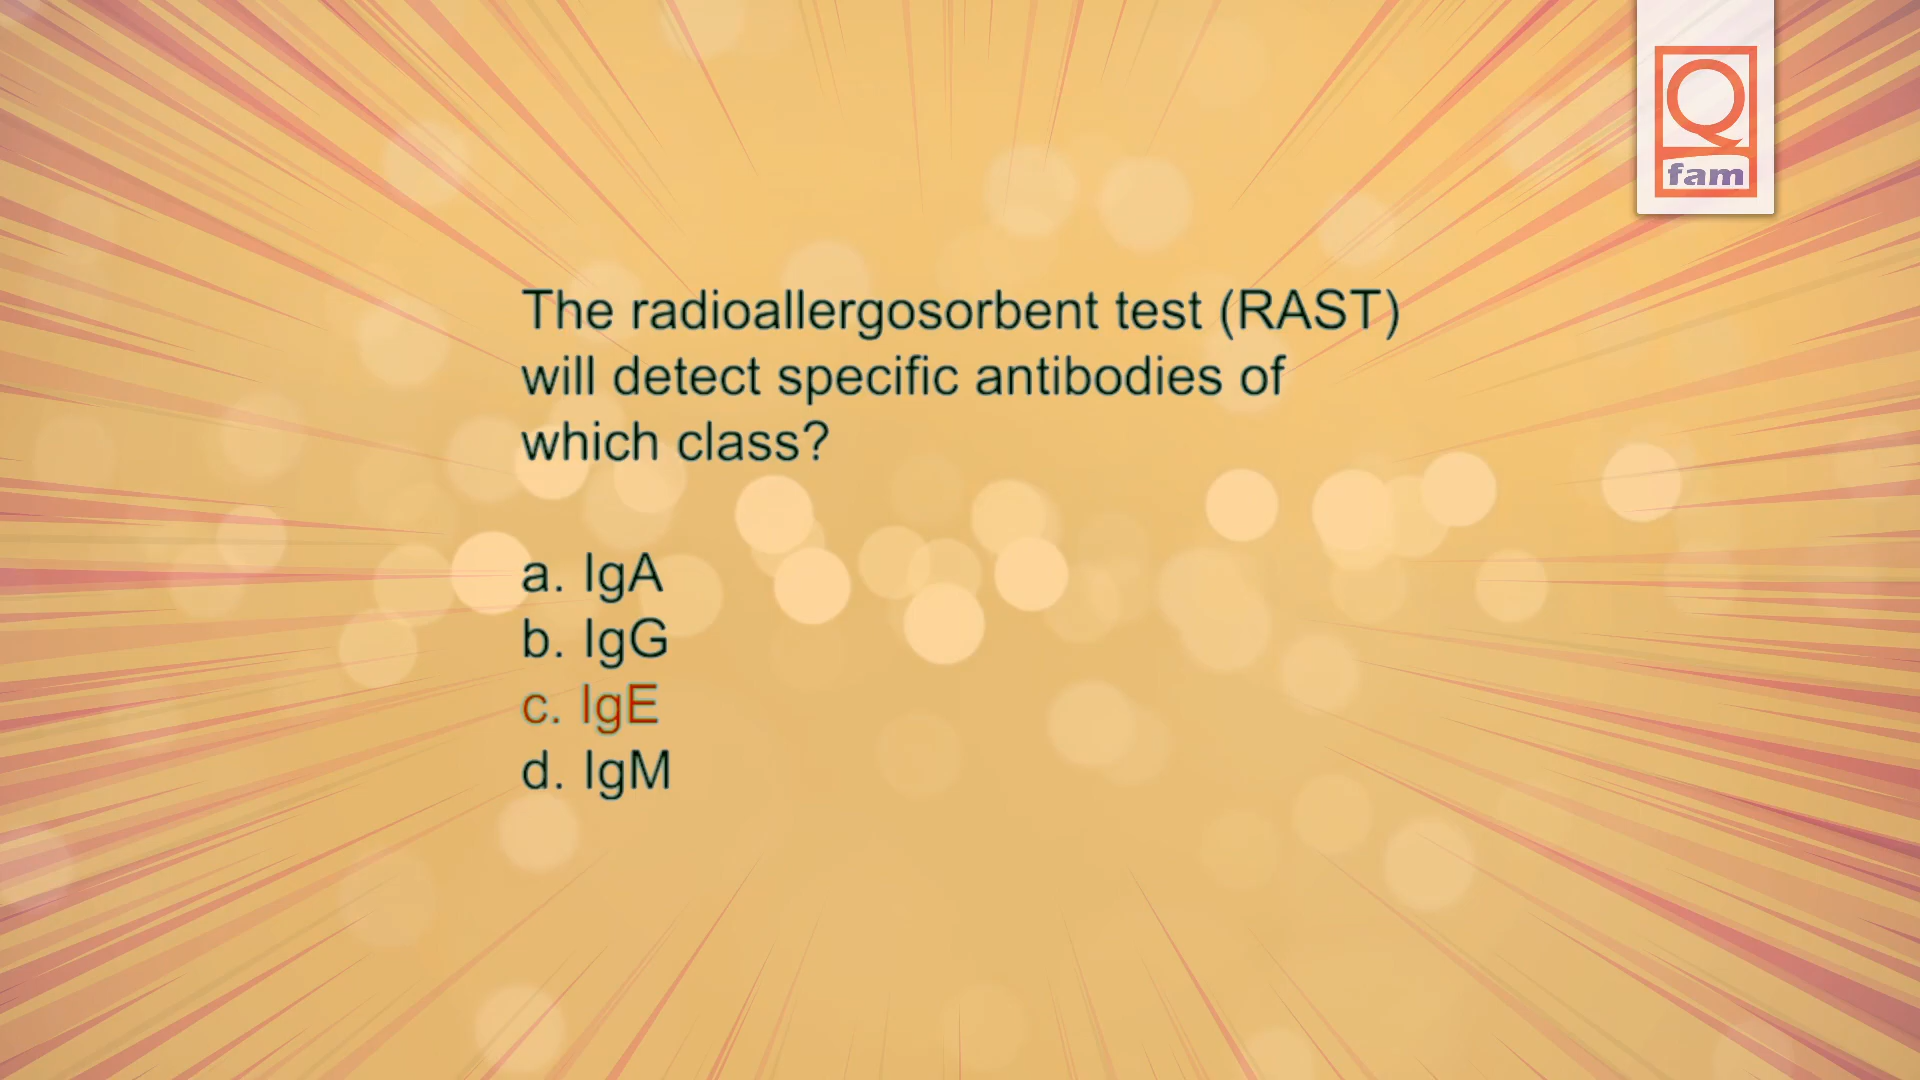 Q
fam
The radioallergosorbent test (RAST)
will detect specific antibodies of
which class?
a. IgA
b. IgG
c. IgE
d. IgM